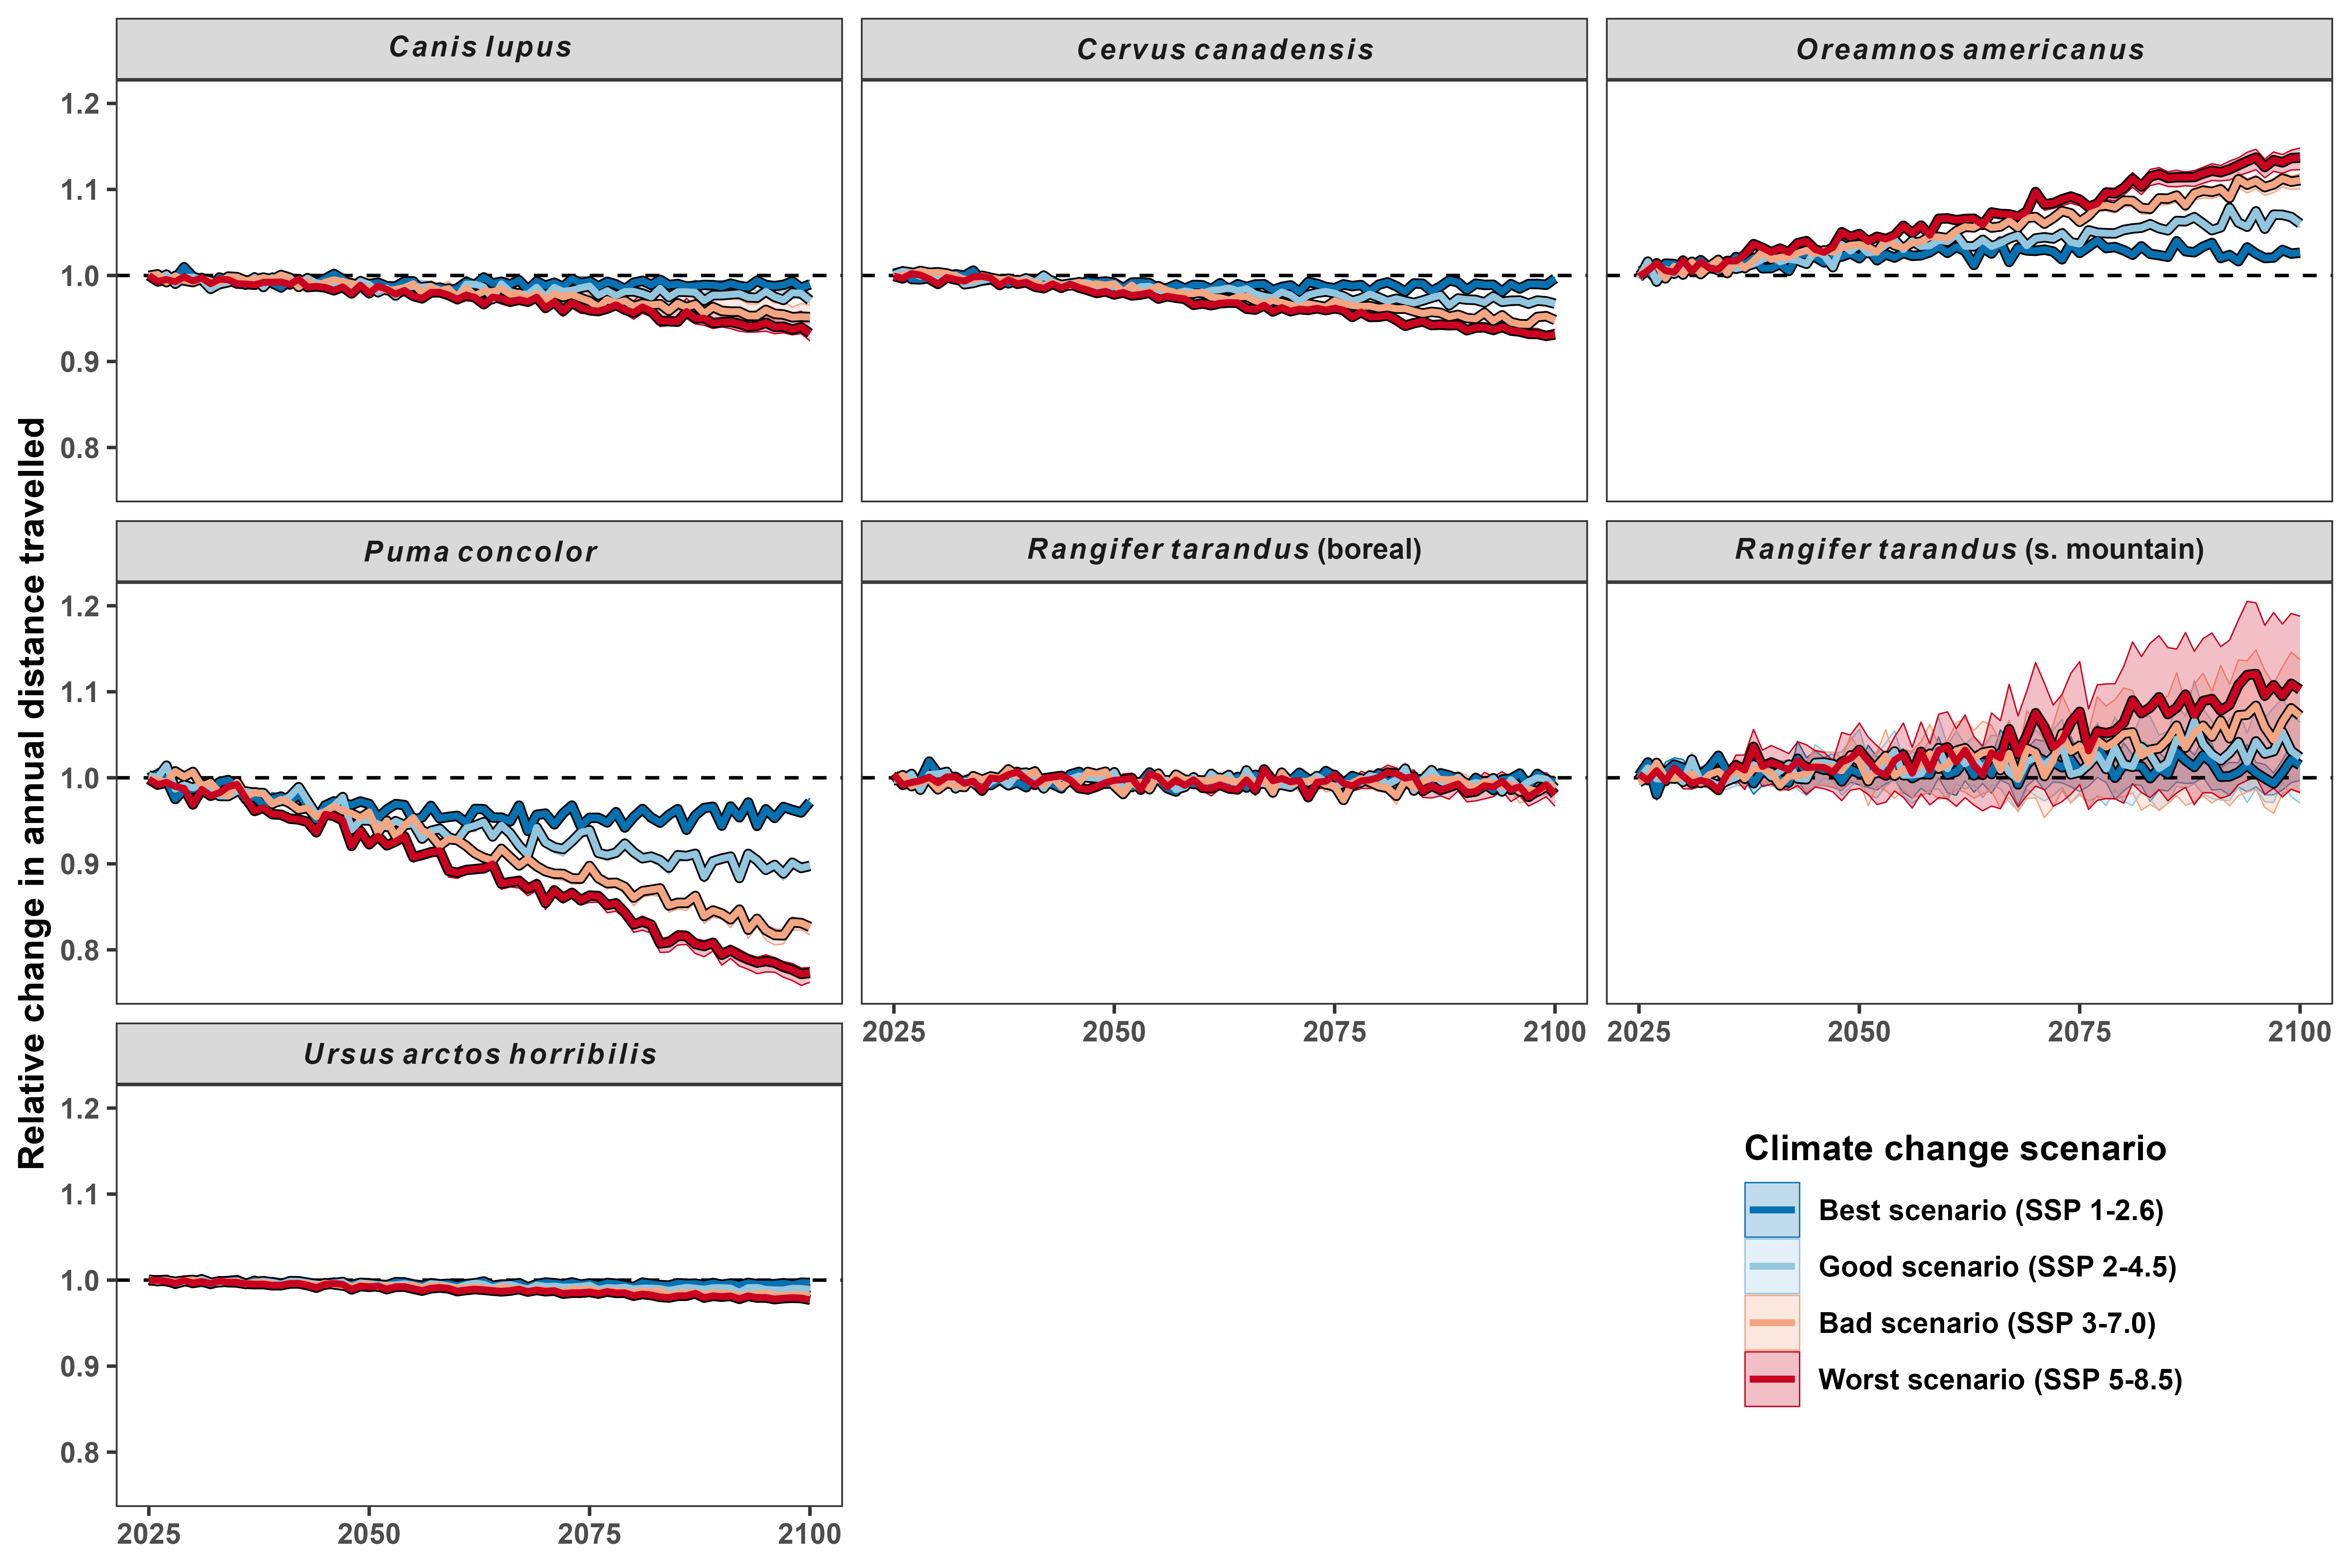 Canis lupus
Cervus canadensis
Oreamnos americanus
1.2
1.1
1.0
0.9
0.8
Relative change in annual distance travelled
Puma concolor
Rangifer tarandus (boreal)
Rangifer tarandus (s. mountain)
1.2
1.1
1.0
0.9
0.8
2025 2050 2075 2100
2025 2050 2075 2100
Ursus arctos horribilis
1.2
1.1
1.0
0.9
0.8
2025 2050 2075 2100
Climate change scenario
Best scenario (SSP 1-2.6)
Good scenario (SSP 2-4.5)
Bad scenario (SSP 3-7.0)
Worst scenario (SSP 5-8.5)